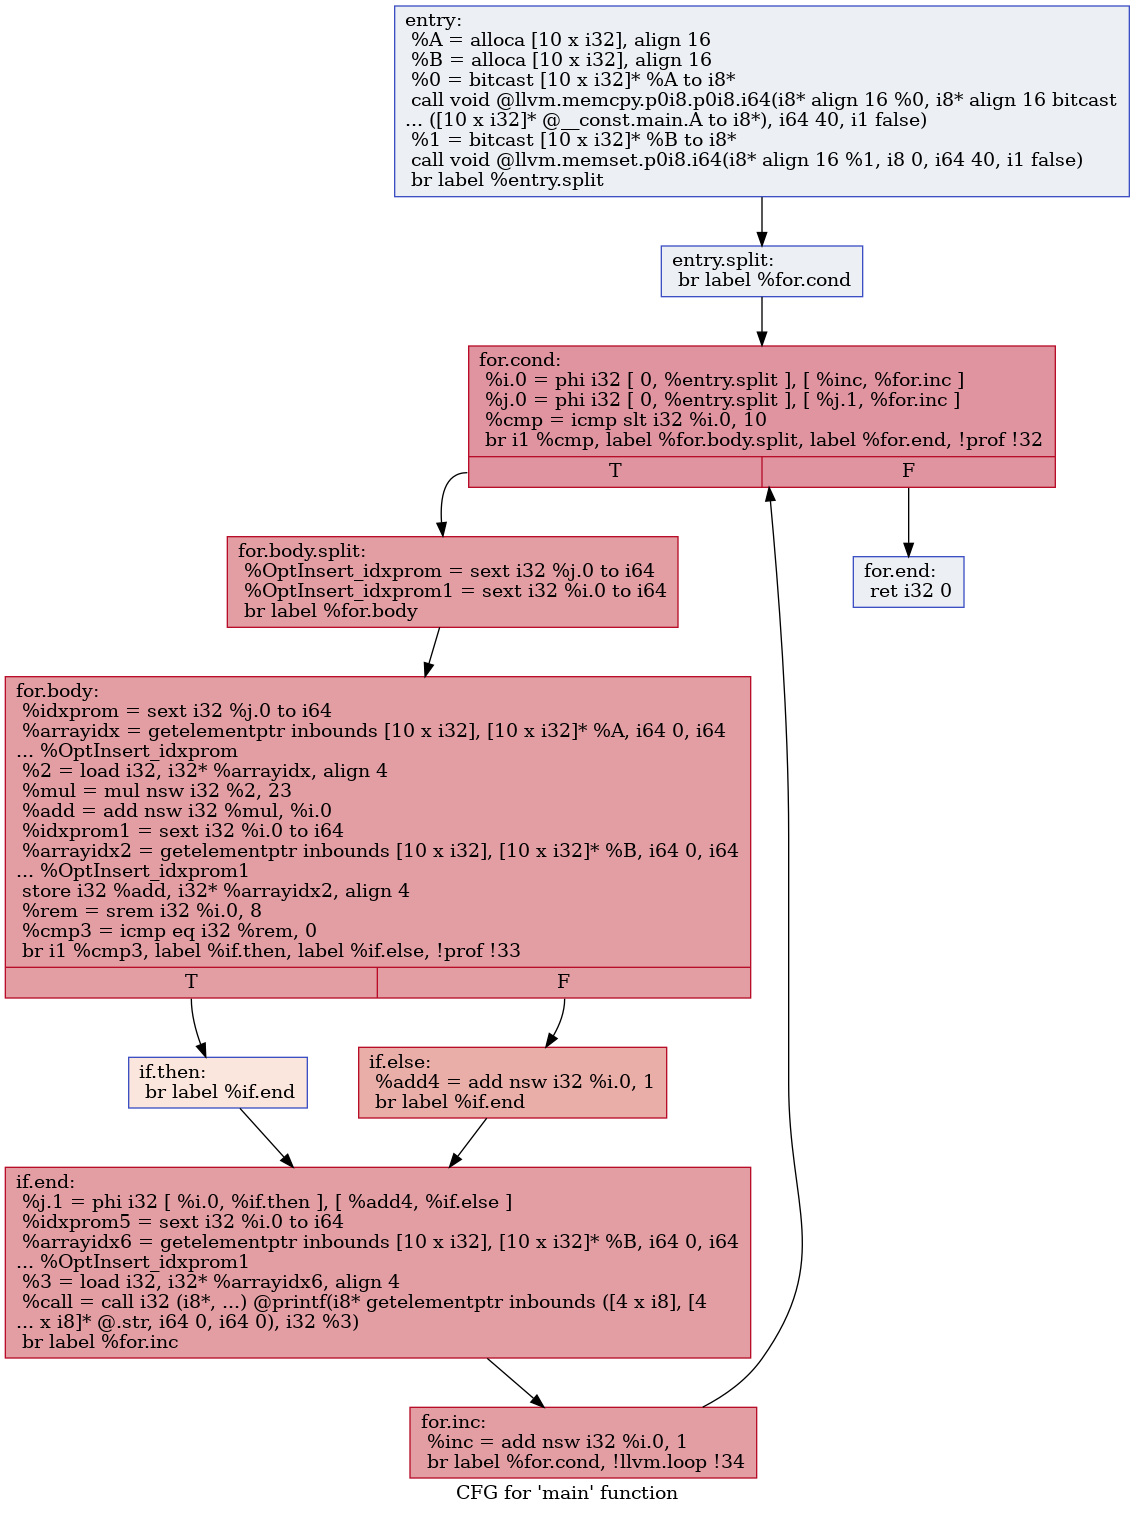 entry:
%A = alloca [10 x i32], align 16
%B = alloca [10 x i32], align 16
%0 = bitcast [10 x i32]* %A to i8*
call void @llvm.memcpy.p0i8.p0i8.i64(i8* align 16 %0, i8* align 16 bitcast
... ([10 x i32]* @__const.main.A to i8*), i64 40, i1 false)
%1 = bitcast [10 x i32]* %B to i8*
call void @llvm.memset.p0i8.i64(i8* align 16 %1, i8 0, i64 40, i1 false)
br label %entry.split
entry.split:
br label %for.cond
for.cond:
%i.0 = phi i32 [ 0, %entry.split ], [ %inc, %for.inc ]
%j.0 = phi i32 [ 0, %entry.split ], [ %j.1, %for.inc ]
%cmp = icmp slt i32 %i.0, 10
br i1 %cmp, label %for.body.split, label %for.end, !prof !32
T F
for.body.split:
%OptInsert_idxprom = sext i32 %j.0 to i64
%OptInsert_idxprom1 = sext i32 %i.0 to i64
br label %for.body
for.end:
ret i32 0
for.body:
%idxprom = sext i32 %j.0 to i64
%arrayidx = getelementptr inbounds [10 x i32], [10 x i32]* %A, i64 0, i64
... %OptInsert_idxprom
%2 = load i32, i32* %arrayidx, align 4
%mul = mul nsw i32 %2, 23
%add = add nsw i32 %mul, %i.0
%idxprom1 = sext i32 %i.0 to i64
%arrayidx2 = getelementptr inbounds [10 x i32], [10 x i32]* %B, i64 0, i64
... %OptInsert_idxprom1
store i32 %add, i32* %arrayidx2, align 4
%rem = srem i32 %i.0, 8
%cmp3 = icmp eq i32 %rem, 0
br i1 %cmp3, label %if.then, label %if.else, !prof !33
T F
if.then:
br label %if.end
if.else:
%add4 = add nsw i32 %i.0, 1
br label %if.end
if.end:
%j.1 = phi i32 [ %i.0, %if.then ], [ %add4, %if.else ]
%idxprom5 = sext i32 %i.0 to i64
%arrayidx6 = getelementptr inbounds [10 x i32], [10 x i32]* %B, i64 0, i64
... %OptInsert_idxprom1
%3 = load i32, i32* %arrayidx6, align 4
%call = call i32 (i8*, ...) @printf(i8* getelementptr inbounds ([4 x i8], [4
... x i8]* @.str, i64 0, i64 0), i32 %3)
br label %for.inc
for.inc:
%inc = add nsw i32 %i.0, 1
br label %for.cond, !llvm.loop !34
CFG for 'main' function